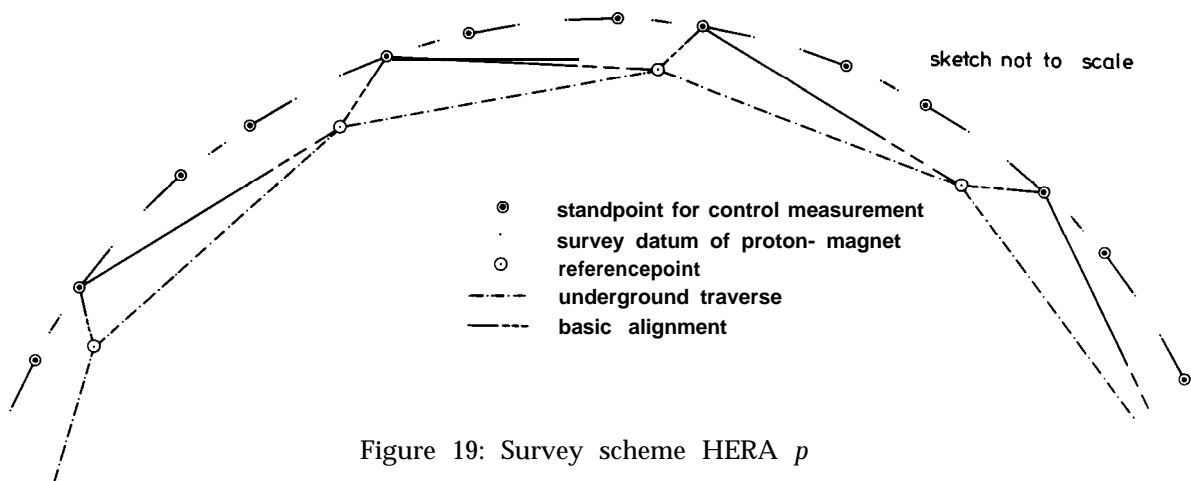 sketch not to scale
standpoint for control measurement
survey datum of proton- magnet
referencepoint
underground traverse
basic alignment
Figure 19: Survey scheme HERA p